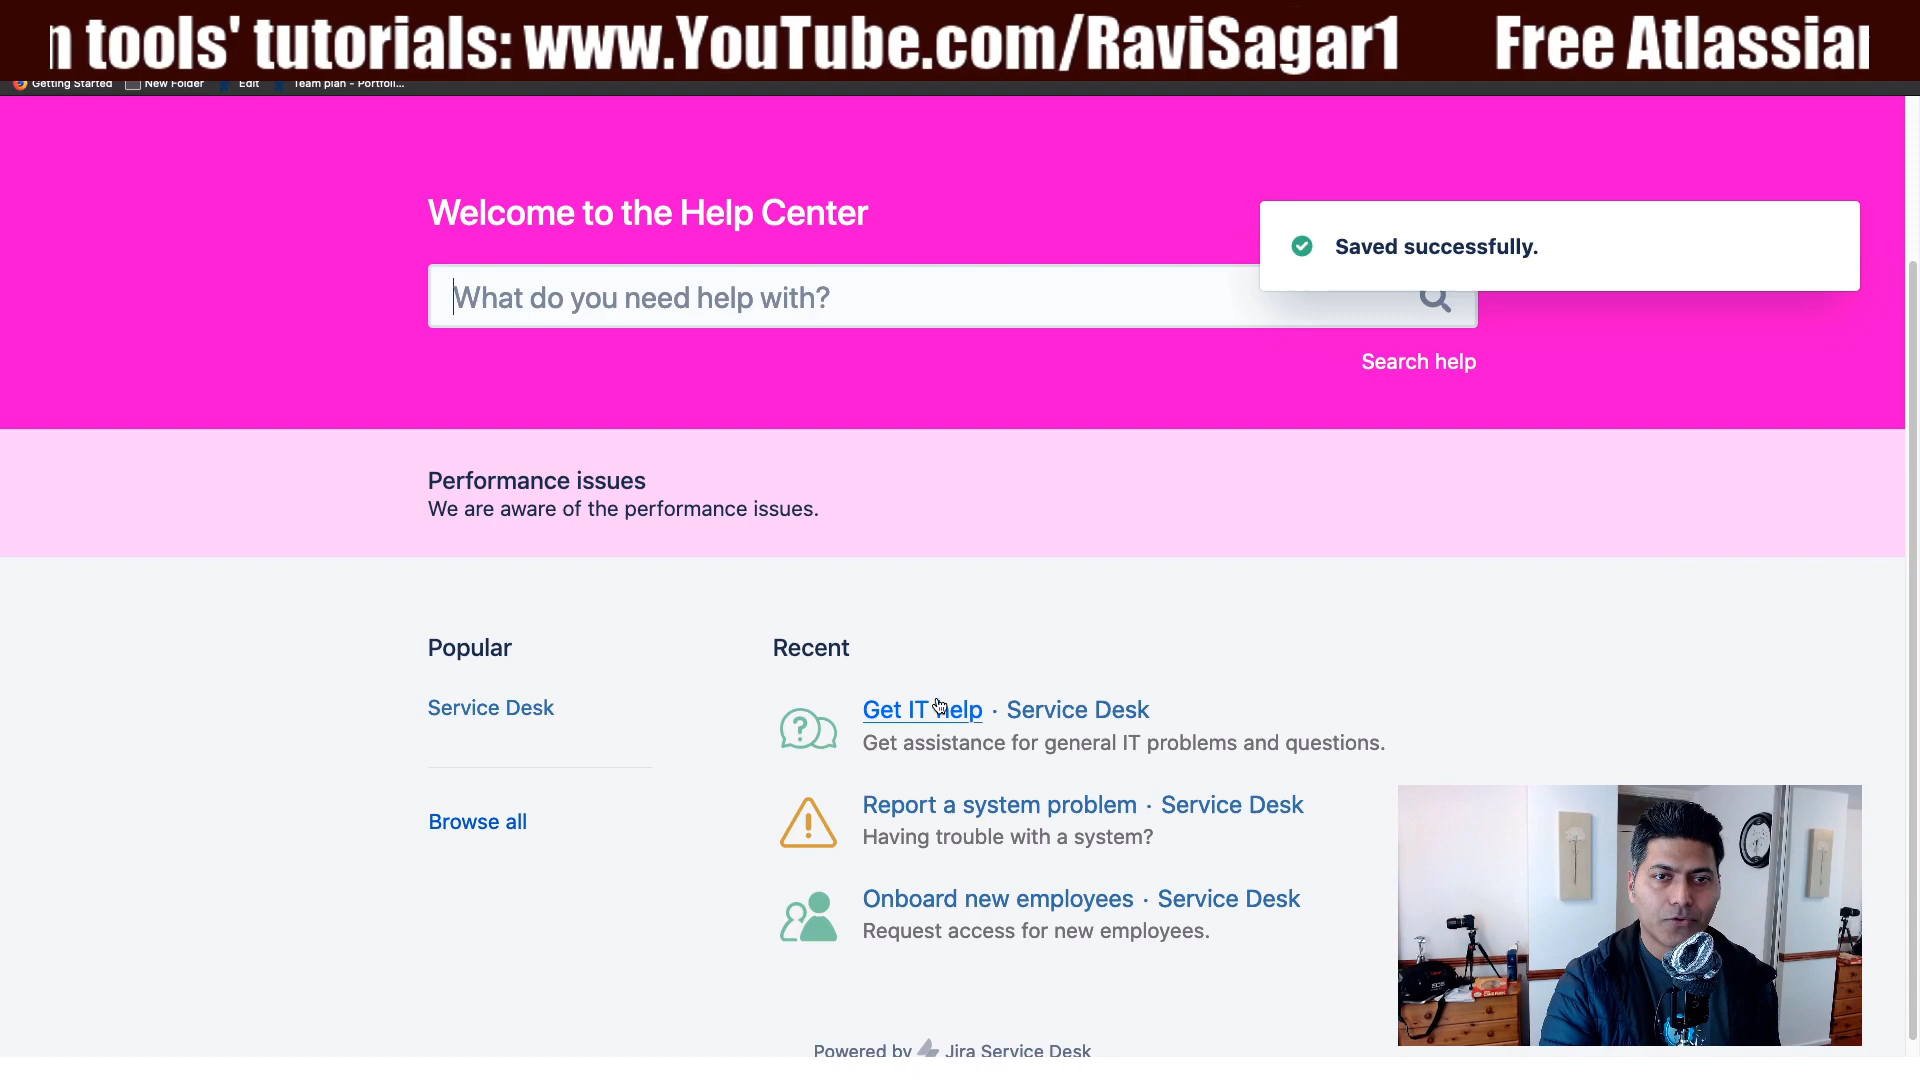 n tools' tutorials: www.YouTube.com/RaviSagar1 Free Atlassian
Getting Started New Folder Edit Team plan - Portfoli...
Welcome to the Help Center
Saved successfully.
What do you need help with?
Search help
Performance issues
We are aware of the performance issues.
Popular
Recent
Service Desk
Get IT help · Service Desk
Get assistance for general IT problems and questions.
Report a system problem · Service Desk
Having trouble with a system?
Browse all
Onboard new employees · Service Desk
Request access for new employees.
Powered by Jira Service Desk